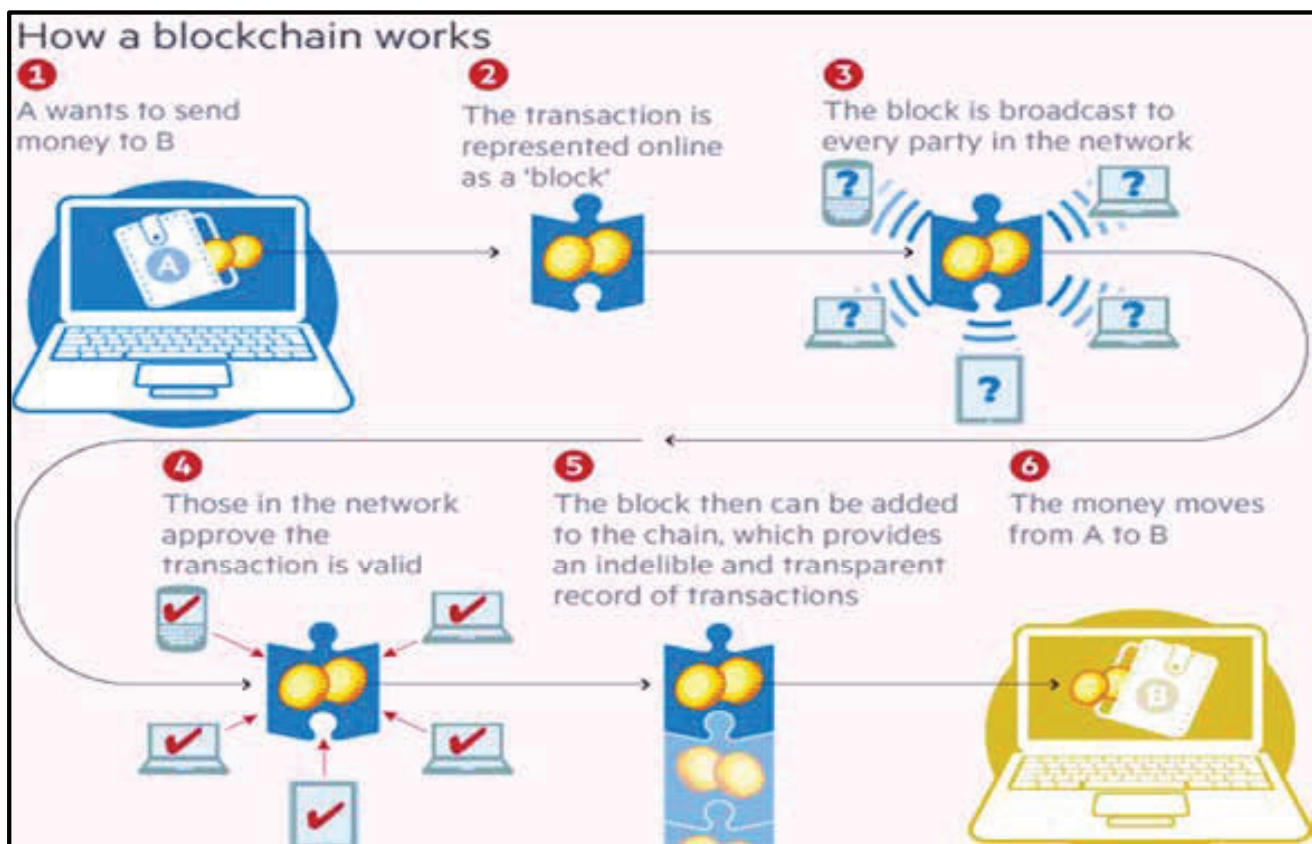 How a blockchain works
1
A wants to send
money to B
2
The transaction is
represented online
as a 'block'
3
The block is broadcast to
every party in the network
?
?
A
?
?
?
4
Those in the network
approve the
transaction is valid
5
The block then can be added
to the chain, which provides
an indelible and transparent
record of transactions
6
The money moves
from A to B
B